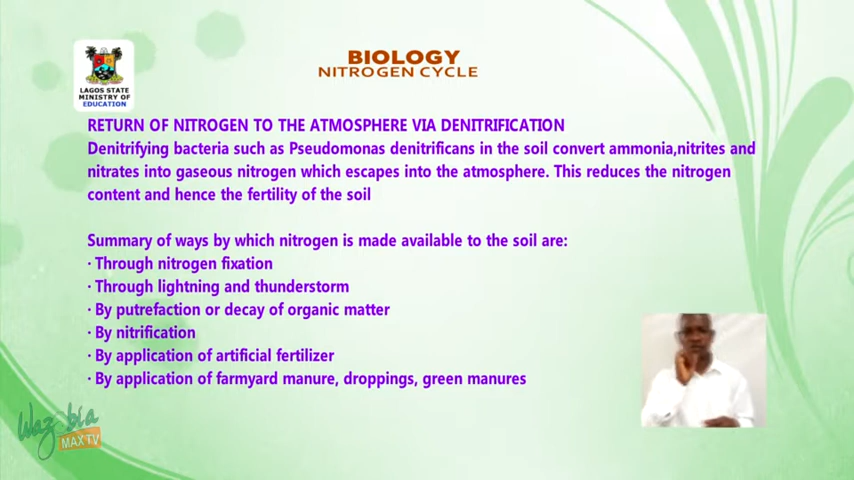 BIOLOGY
NITROGEN CYCLE
LAGOS STATE
MINISTRY OF
EDUCATION
RETURN OF NITROGEN TO THE ATMOSPHERE VIA DENITRIFICATION
Denitrifying bacteria such as Pseudomonas denitrificans in the soil convert ammonia,nitrites and
nitrates into gaseous nitrogen which escapes into the atmosphere. This reduces the nitrogen
content and hence the fertility of the soil
Summary of ways by which nitrogen is made available to the soil are:
· Through nitrogen fixation
· Through lightning and thunderstorm
· By putrefaction or decay of organic matter
· By nitrification
· By application of artificial fertilizer
· By application of farmyard manure, droppings, green manures
Wazobia
MAX TV